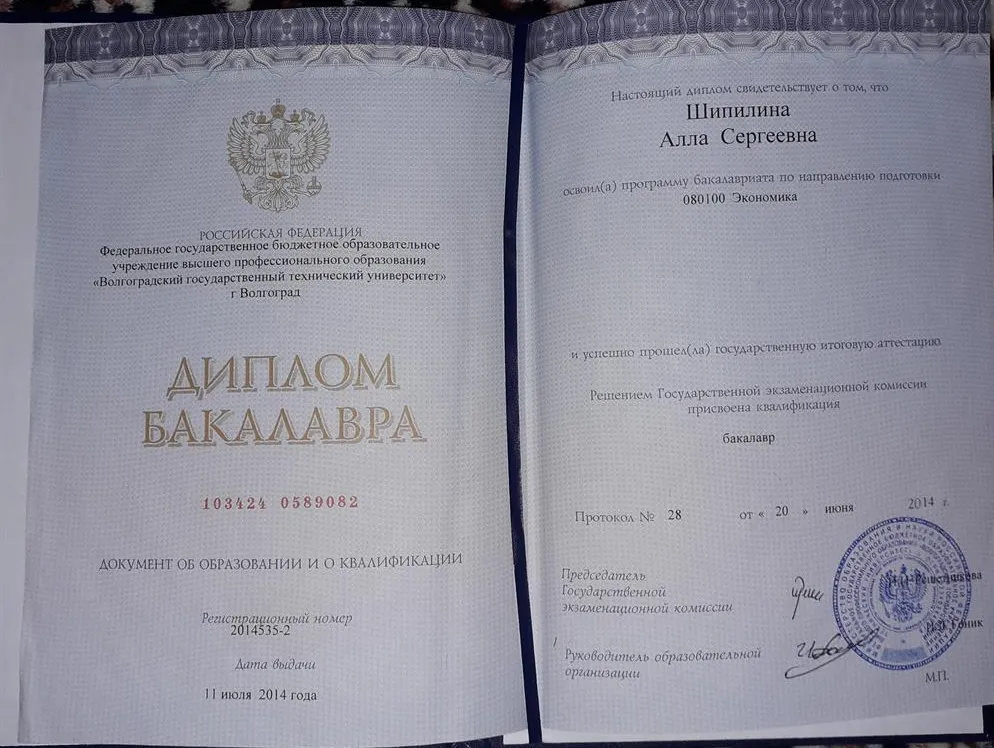 РОССИЙСКАЯ ФЕДЕРАЦИЯ
Федеральное государственное бюджетное образовательное
учреждение высшего профессионального образования
«Волгоградский государственный технический университет»
г Волгоград
ДИПЛОМ
БАКАЛАВРА
103424 0589082
ДОКУМЕНТ ОБ ОБРАЗОВАНИИ И О КВАЛИФИКАЦИИ
Регистрационный номер
2014535-2
Дата выдачи
11 июля 2014 года
Настоящий диплом свидетельствует о том, что
Шипилина
Алла Сергеевна
освоил(а) программу бакалавриата по направлению подготовки
080100 Экономика
и успешно прошел(ла) государственную итоговую аттестацию
Решением Государственной экзаменационной комиссии
присвоена квалификация
бакалавр
Протокол № 28 от « 20 » июня 2014 г.
Председатель
Государственной
экзаменационной комиссии
Решетникова
Руководитель образовательной
организации
Гоник
М.П.